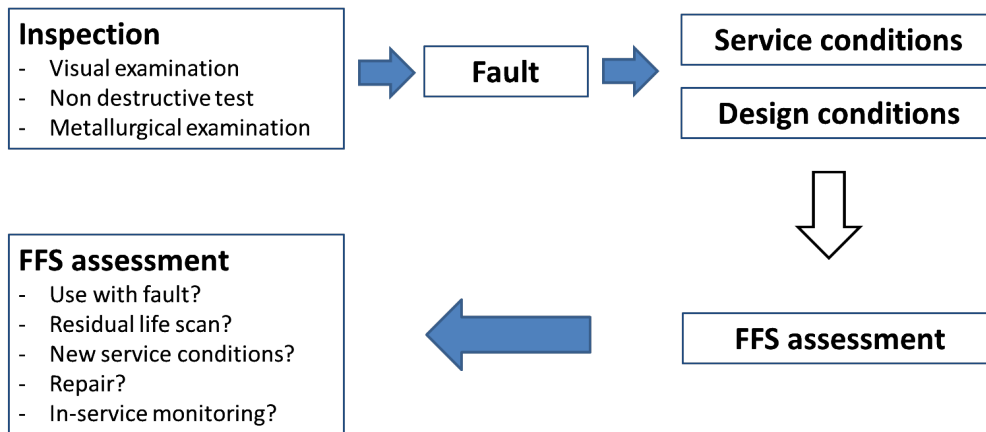 Inspection
- Visual examination
- Non destructive test
- Metallurgical examination
Fault
Service conditions
Design conditions
FFS assessment
FFS assessment
- Use with fault?
- Residual life scan?
- New service conditions?
- Repair?
- In-service monitoring?